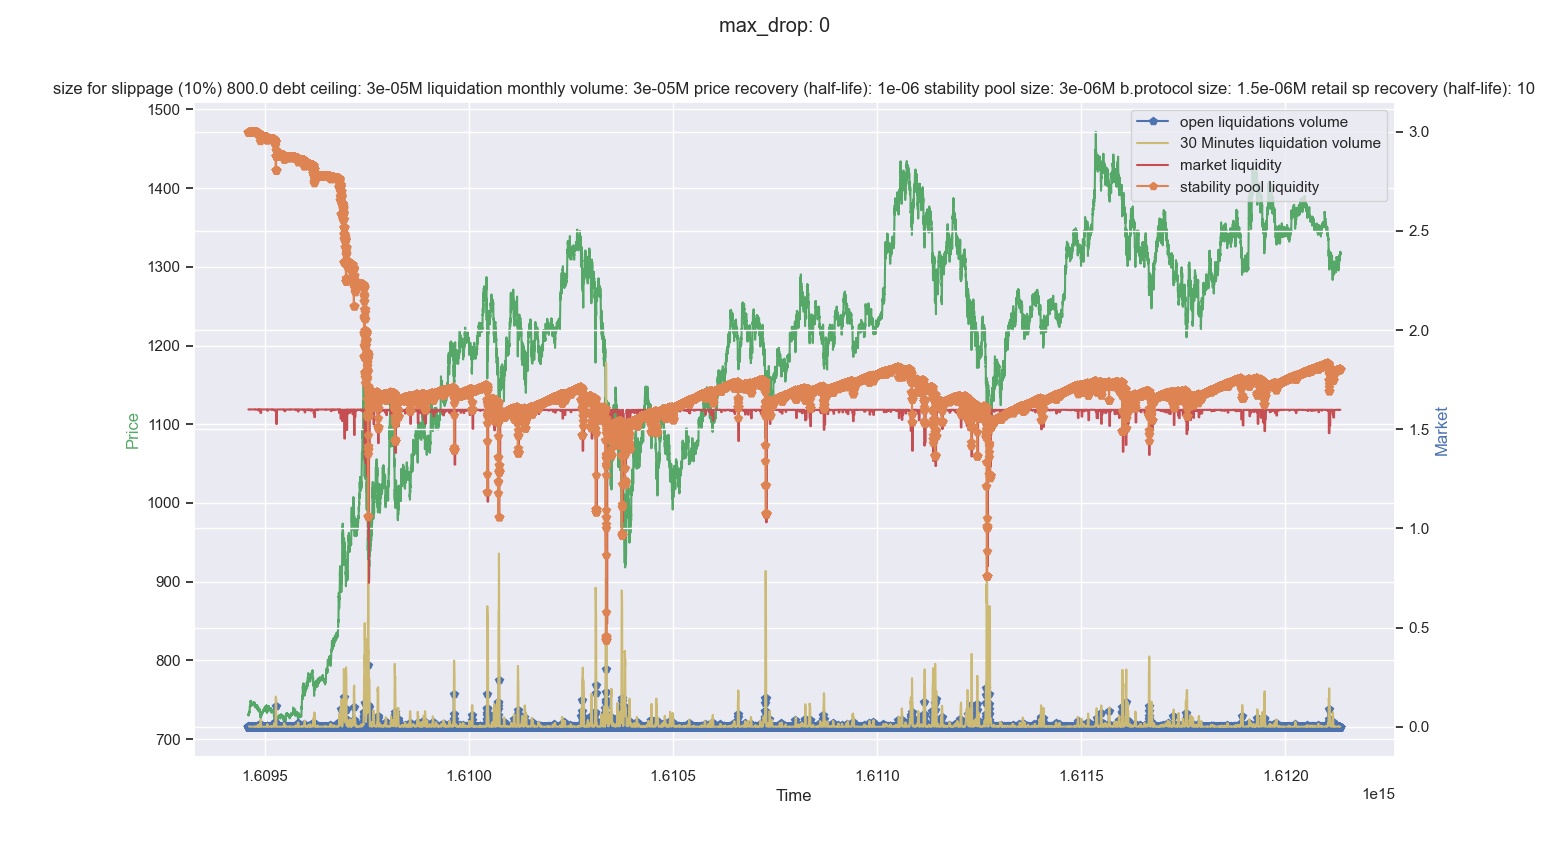 max_drop: 0
size for slippage (10%) 800.0 debt ceiling: 3e-05M liquidation monthly volume: 3e-05M price recovery (half-life): 1e-06 stability pool size: 3e-06M b.protocol size: 1.5e-06M retail sp recovery (half-life): 10
1500
1400
1300
1200
1100
1000
900
800
700
Price
open liquidations volume
30 Minutes liquidation volume
market liquidity
stability pool liquidity
3.0
2.5
2.0
1.5
1.0
0.5
0.0
Market
1.6095
1.6100
1.6105
1.6110
1.6115
1.6120
Time
1e15